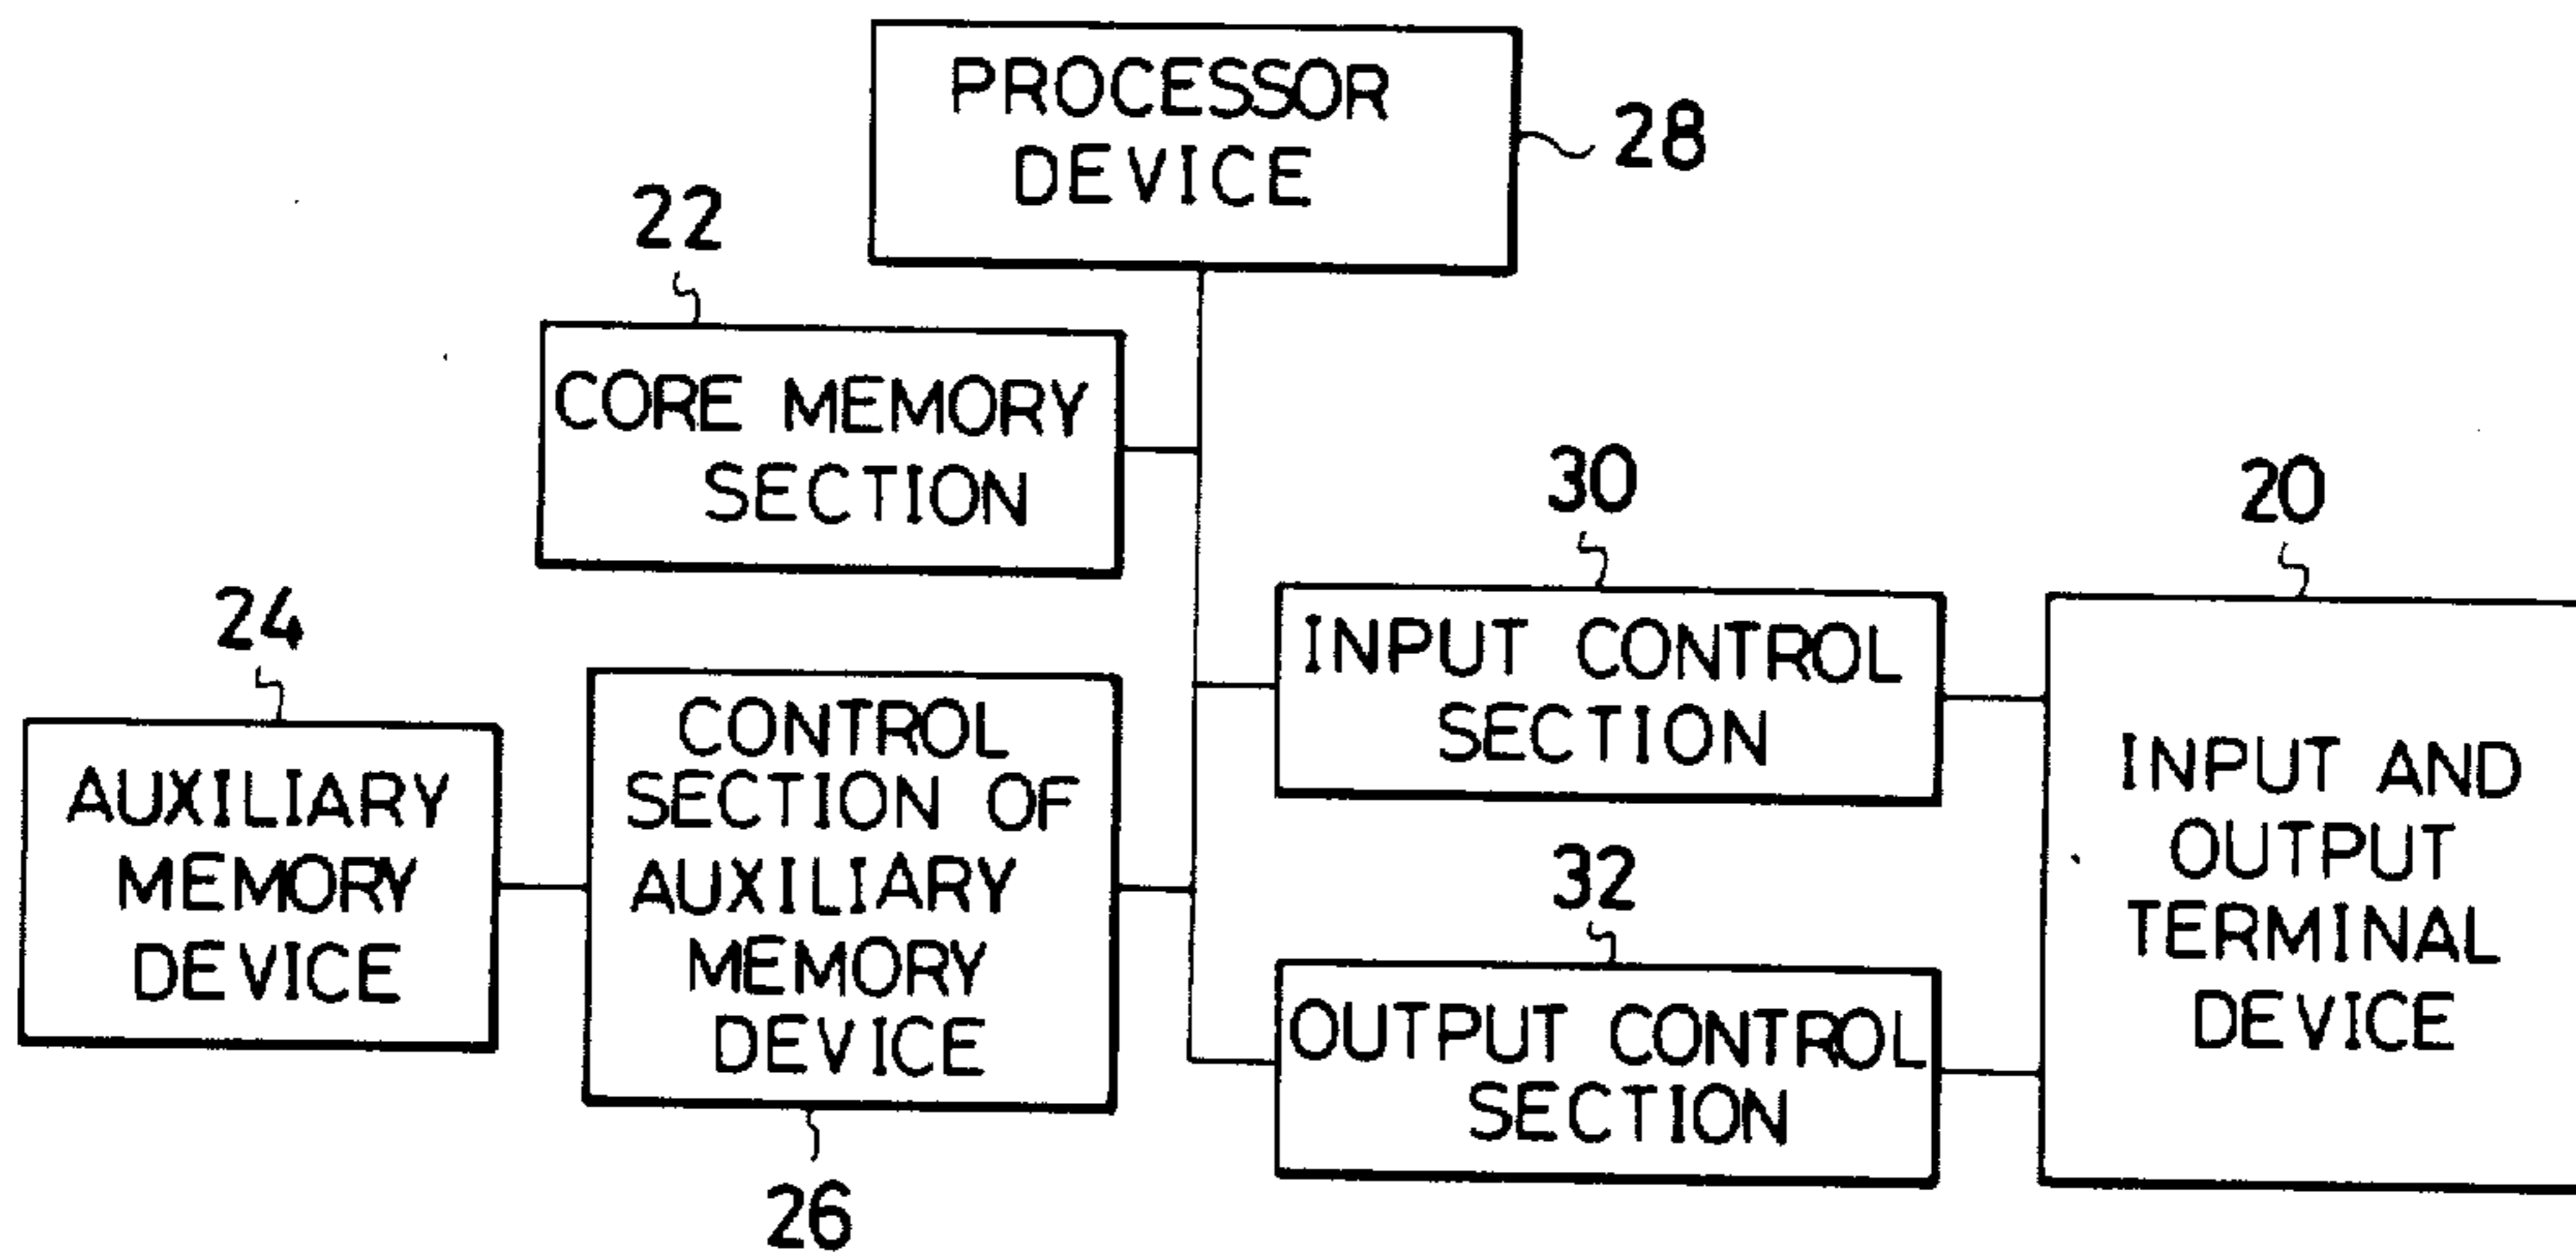 PROCESSOR
DEVICE
28
22
CORE MEMORY
SECTION
30
INPUT CONTROL
SECTION
20
INPUT AND
OUTPUT
TERMINAL
DEVICE
24
AUXILIARY
MEMORY
DEVICE
CONTROL
SECTION OF
AUXILIARY
MEMORY
DEVICE
26
32
OUTPUT CONTROL
SECTION